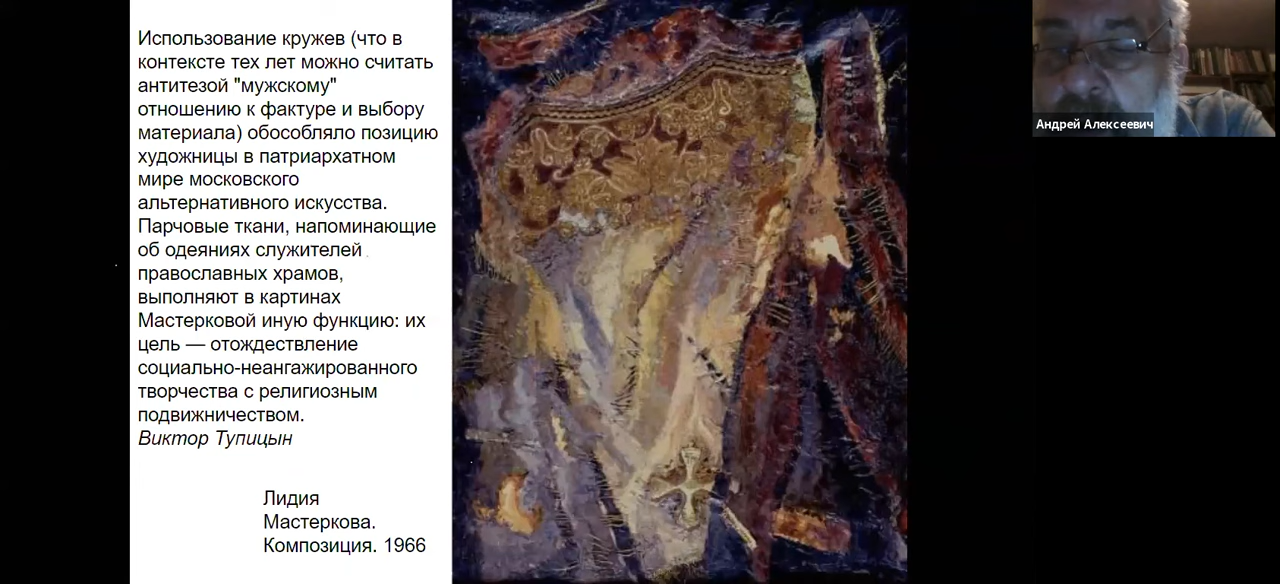 Использование кружев (что в
контексте тех лет можно считать
антитезой "мужскому"
отношению к фактуре и выбору
материала) обособляло позицию
художницы в патриархатном
мире московского
альтернативного искусства.
Парчовые ткани, напоминающие
об одеяниях служителей
православных храмов,
выполняют в картинах
Мастерковой иную функцию: их
цель — отождествление
социально-неангажированного
творчества с религиозным
подвижничеством.
Виктор Тупицын
Лидия
Мастеркова.
Композиция. 1966
Андрей Алексеевич